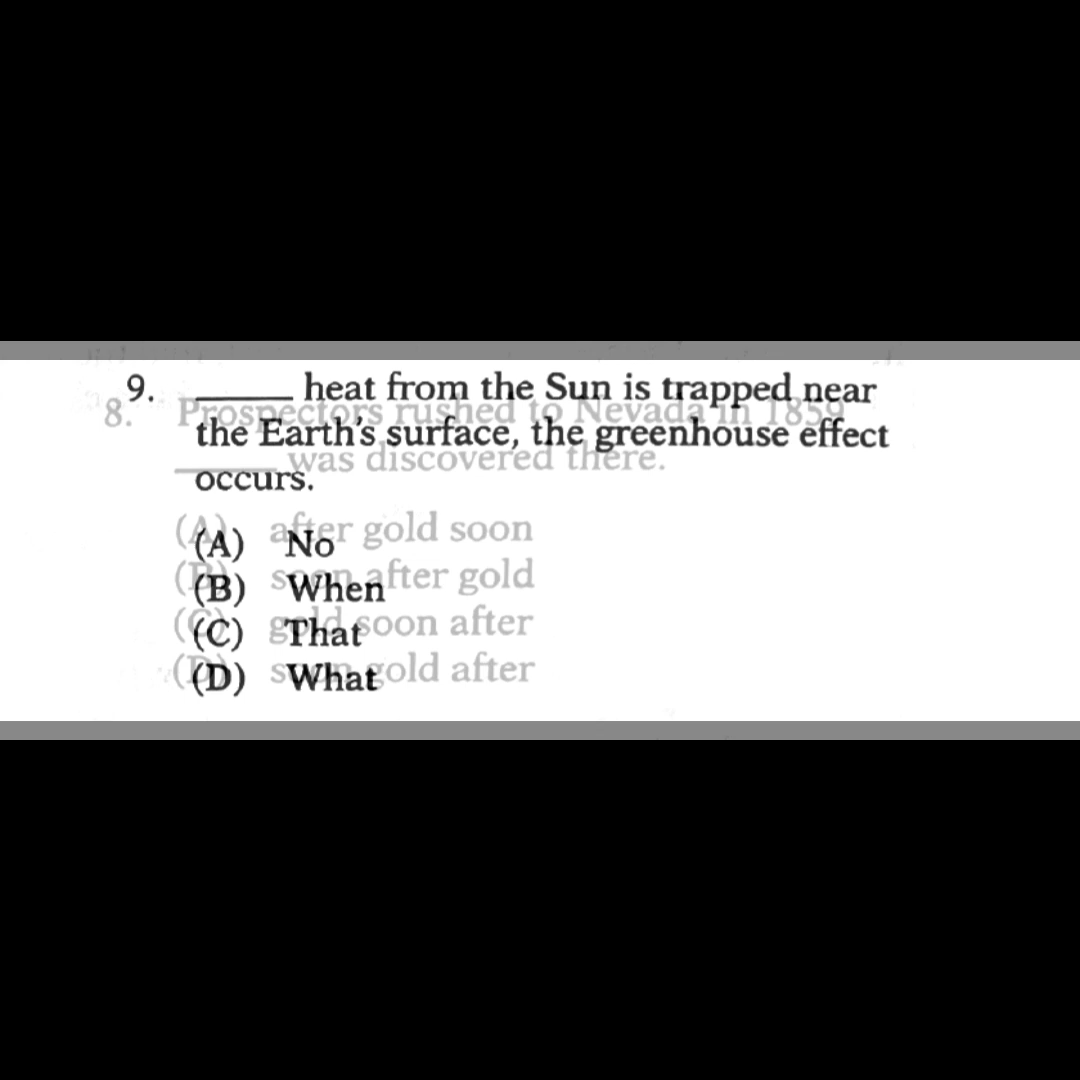 9. _____ heat from the Sun is trapped near
the Earth's surface, the greenhouse effect
occurs.
(A) No
(B) When
(C) That
(D) What
8. Prospectors rushed to Nevada in 1859
_____ was discovered there.
(A) after gold soon
(B) soon after gold
(C) gold soon after
(D) soon gold after